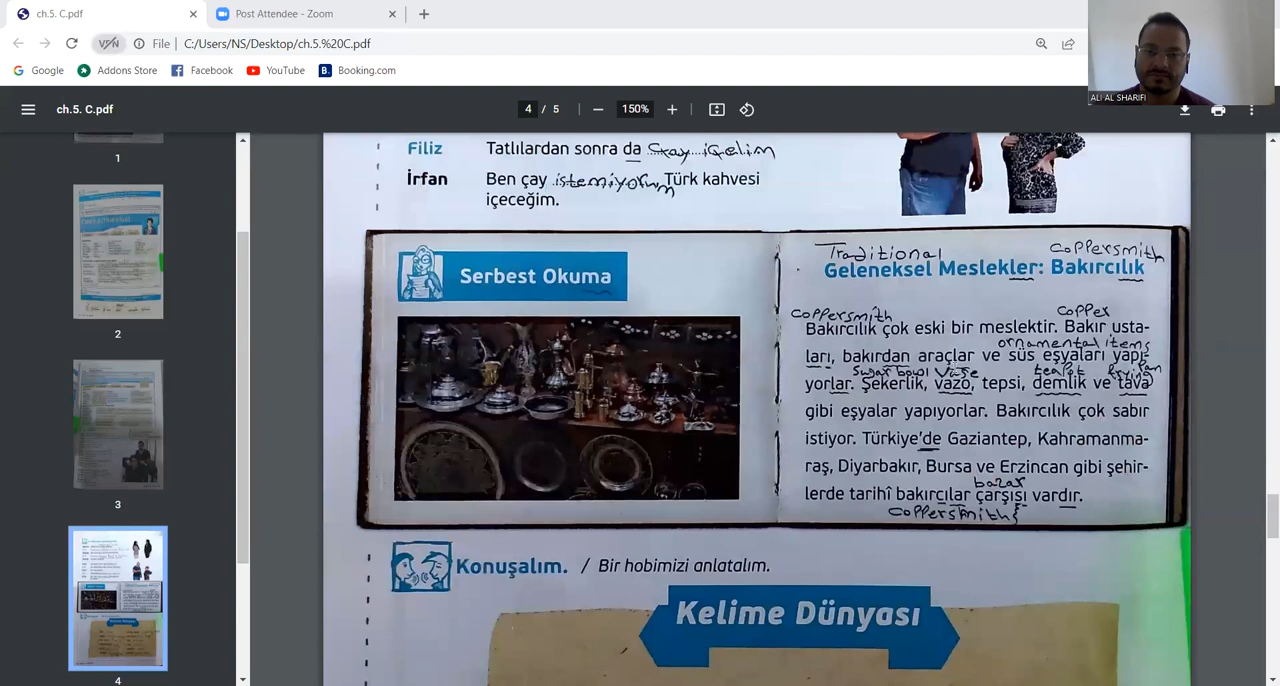 ch.5. C.pdf
Post Attendee - Zoom
VPN
File
C:/Users/NS/Desktop/ch.5.%20C.pdf
Google
Addons Store
Facebook
YouTube
Booking.com
ALI AL SHARIFI
ch.5. C.pdf
4 / 5
150%
1
2
3
4
Filiz Tatlılardan sonra da çay içelim
İrfan Ben çay istemiyorum Türk kahvesi
içeceğim.
Serbest Okuma
Traditional coppersmith
Geleneksel Meslekler: Bakırcılık
coppersmith copper
Bakırcılık çok eski bir meslektir. Bakır usta-
ornamental items
ları, bakırdan araçlar ve süs eşyaları yapı-
sugar bowl vase teapot frying pan
yorlar. Şekerlik, vazo, tepsi, demlik ve tava
gibi eşyalar yapıyorlar. Bakırcılık çok sabır
istiyor. Türkiye'de Gaziantep, Kahramanma-
raş, Diyarbakır, Bursa ve Erzincan gibi şehir-
bazar
lerde tarihî bakırcılar çarşısı vardır.
coppersmiths
Konuşalım. / Bir hobimizi anlatalım.
Kelime Dünyası